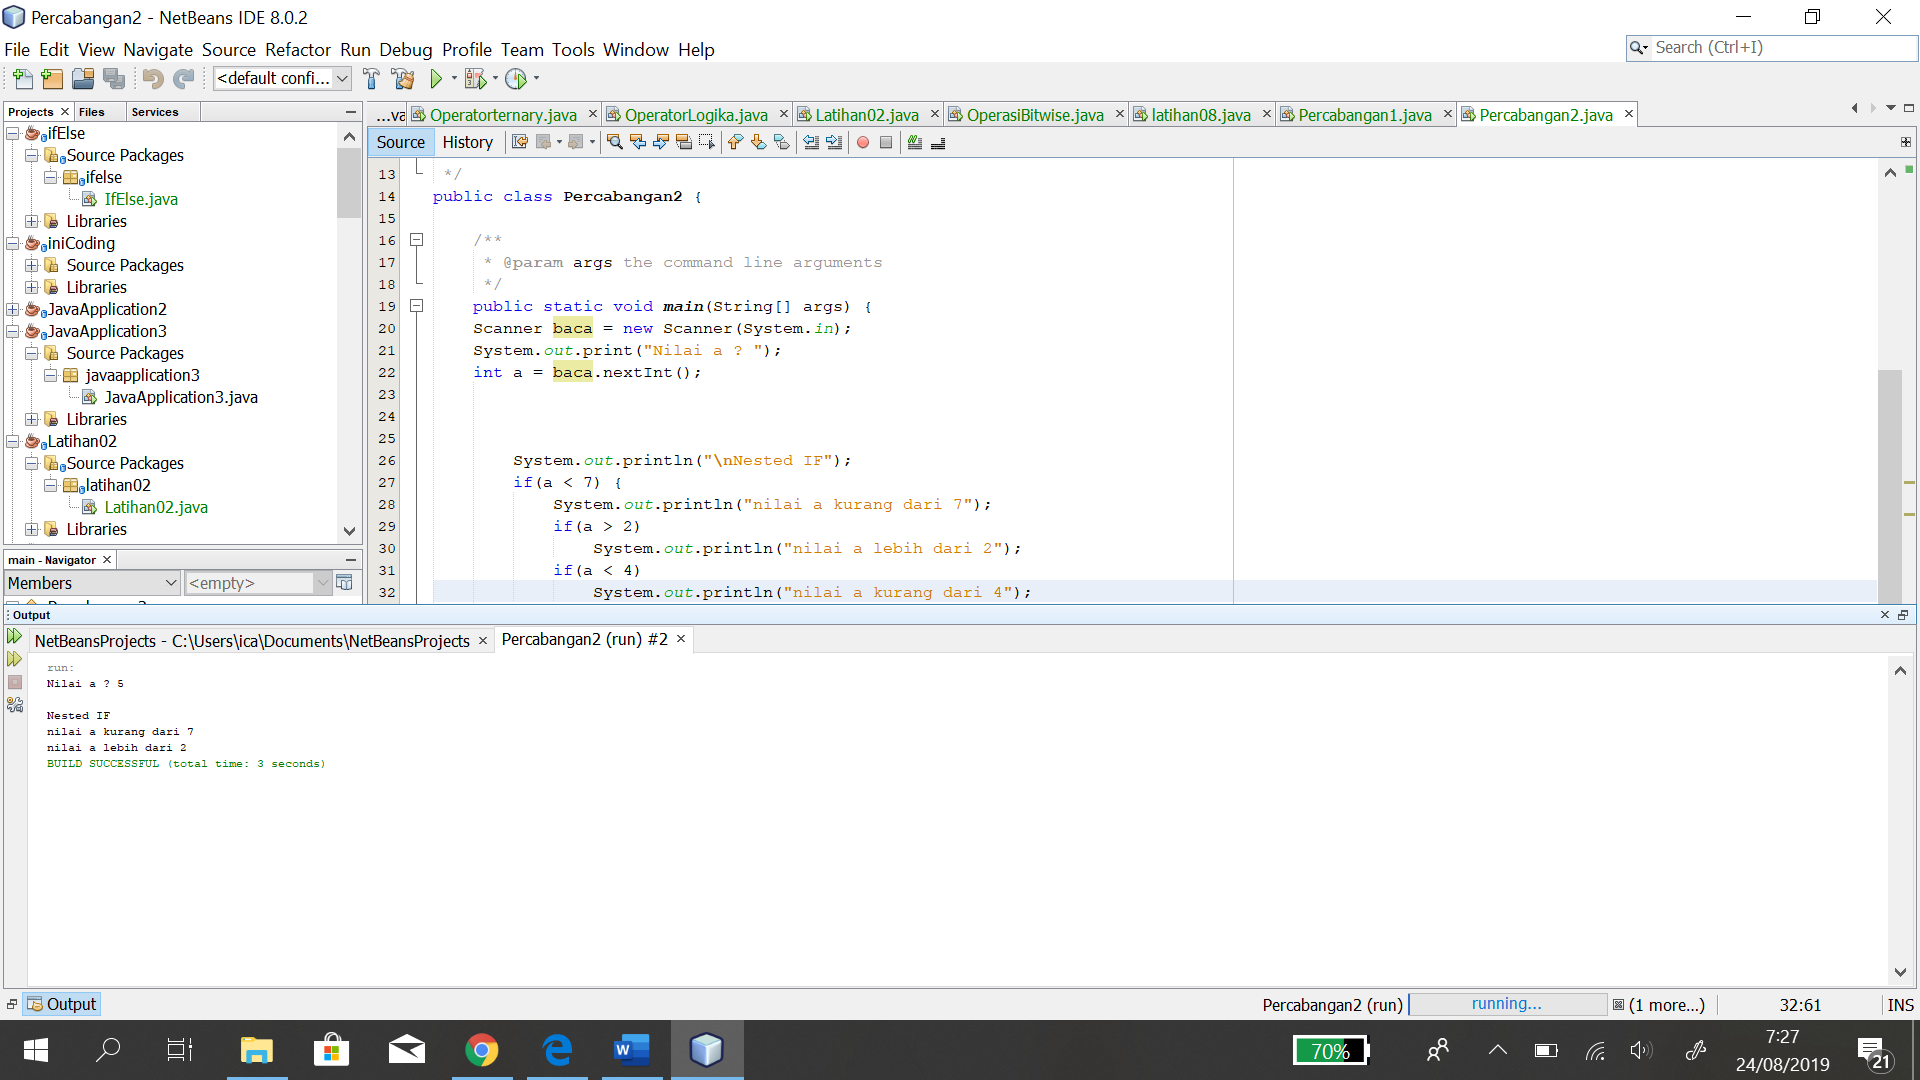 Percabangan2 - NetBeans IDE 8.0.2
File Edit View Navigate Source Refactor Run Debug Profile Team Tools Window Help
Search (Ctrl+I)
<default confi...
Projects Files Services
ifElse
Source Packages
ifelse
IfElse.java
Libraries
iniCoding
Source Packages
Libraries
JavaApplication2
JavaApplication3
Source Packages
javaapplication3
JavaApplication3.java
Libraries
Latihan02
Source Packages
latihan02
Latihan02.java
Libraries
main - Navigator
Members <empty>
...va Operatorternary.java OperatorLogika.java Latihan02.java OperasiBitwise.java latihan08.java Percabangan1.java Percabangan2.java
Source History
13 */
14 public class Percabangan2 {
15
16 /**
17 * @param args the command line arguments
18 */
19 public static void main(String[] args) {
20 Scanner baca = new Scanner(System.in);
21 System.out.print("Nilai a ? ");
22 int a = baca.nextInt();
23
24
25
26 System.out.println("\nNested IF");
27 if(a < 7) {
28 System.out.println("nilai a kurang dari 7");
29 if(a > 2)
30 System.out.println("nilai a lebih dari 2");
31 if(a < 4)
32 System.out.println("nilai a kurang dari 4");
Output
NetBeansProjects - C:\Users\ica\Documents\NetBeansProjects Percabangan2 (run) #2
run:
Nilai a ? 5
Nested IF
nilai a kurang dari 7
nilai a lebih dari 2
BUILD SUCCESSFUL (total time: 3 seconds)
Output
Percabangan2 (run) running... (1 more...) 32:61 INS
70%
7:27
24/08/2019
21